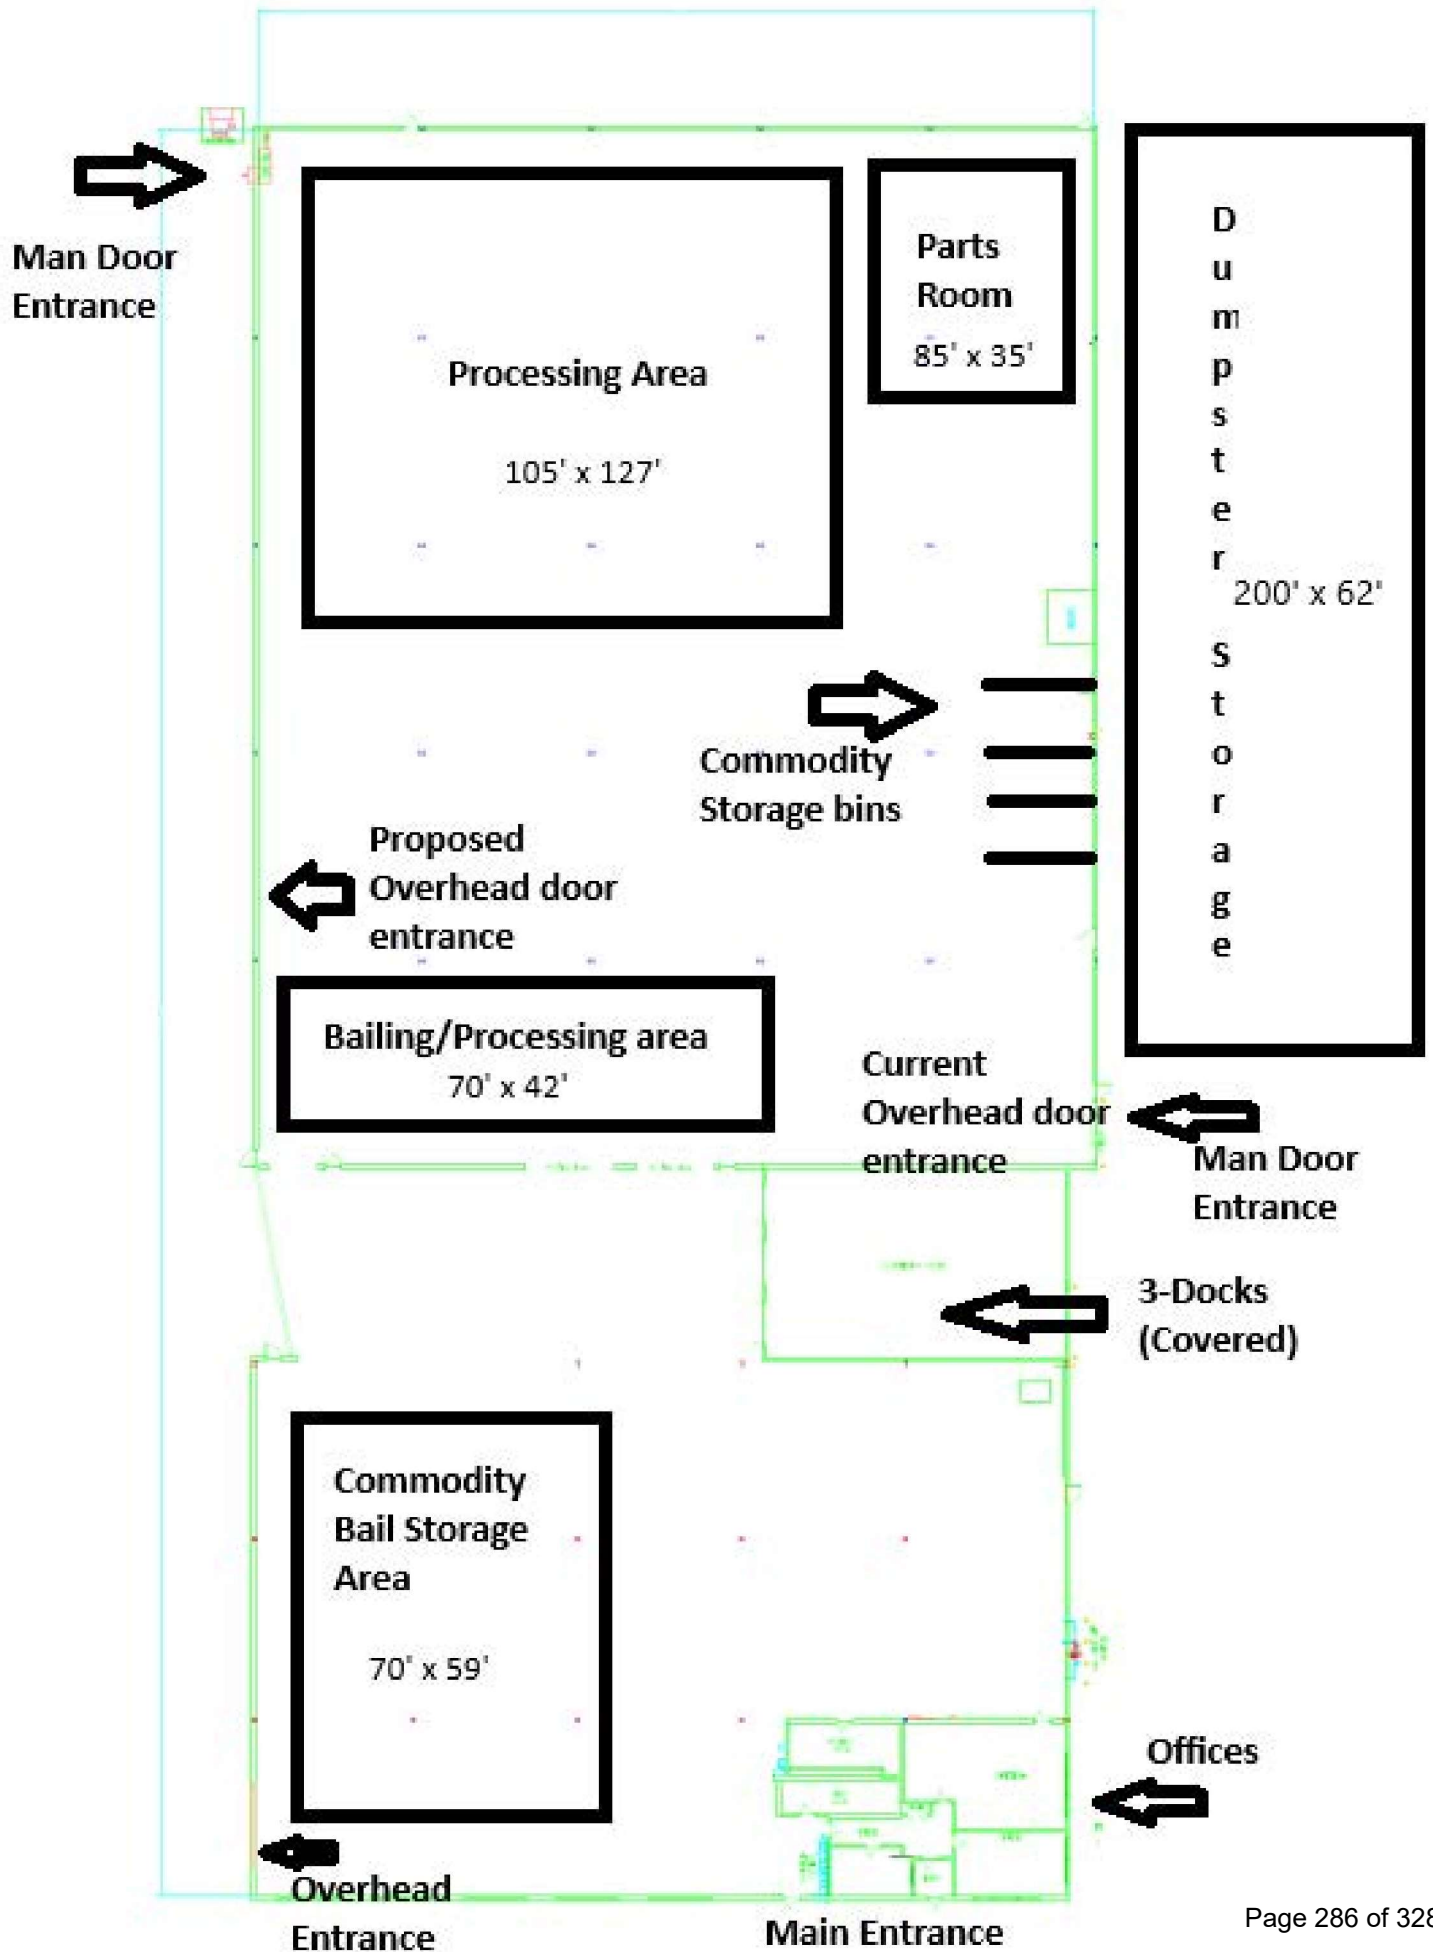 Man Door
Entrance
Processing Area
105' x 127'
Parts
Room
85' x 35'
Dumpster Storage
200' x 62'
Commodity
Storage bins
Proposed
Overhead door
entrance
Bailing/Processing area
70' x 42'
Current
Overhead door
entrance
Man Door
Entrance
3-Docks
(Covered)
Commodity
Bail Storage
Area
70' x 59'
Offices
Overhead
Entrance
Main Entrance
Page 286 of 328